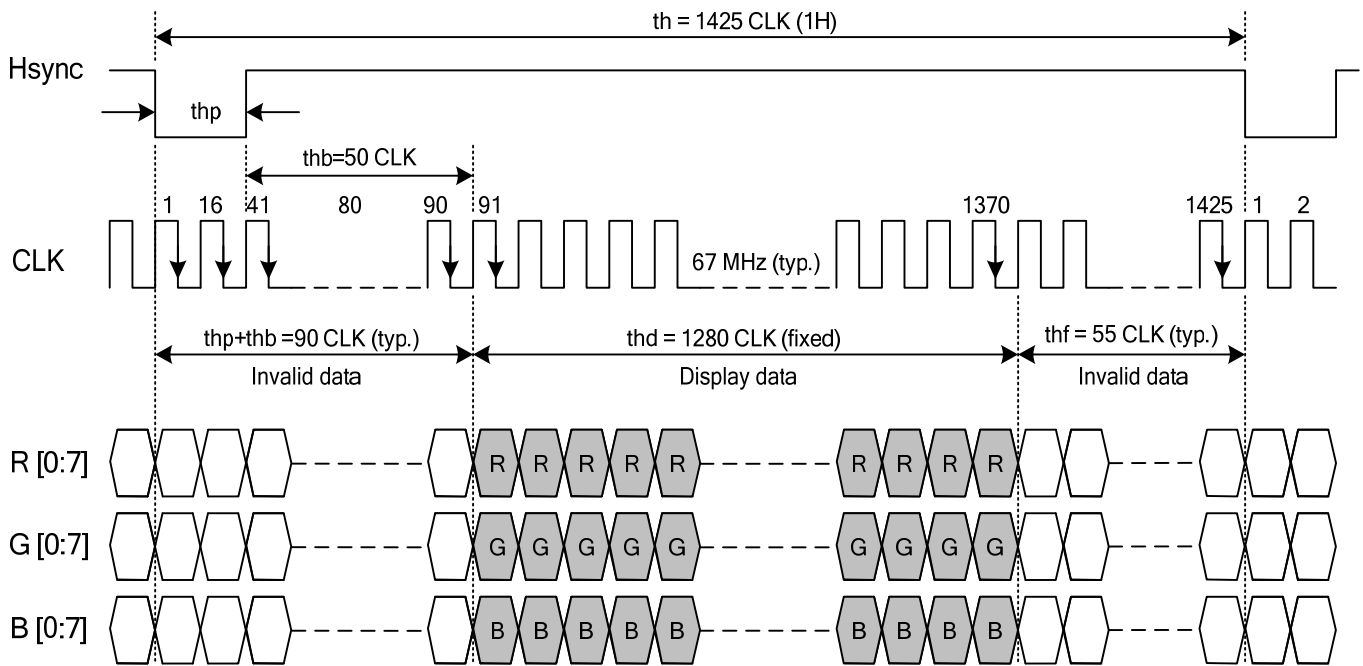 th = 1425 CLK (1H)
Hsync
thp
thb=50 CLK
1 16 41 80 90 91 1370 1425 1 2
CLK
67 MHz (typ.)
thp+thb =90 CLK (typ.) thd = 1280 CLK (fixed) thf = 55 CLK (typ.)
Invalid data Display data Invalid data
R [0:7] R R R R R R R R R
G [0:7] G G G G G G G G G
B [0:7] B B B B B B B B B